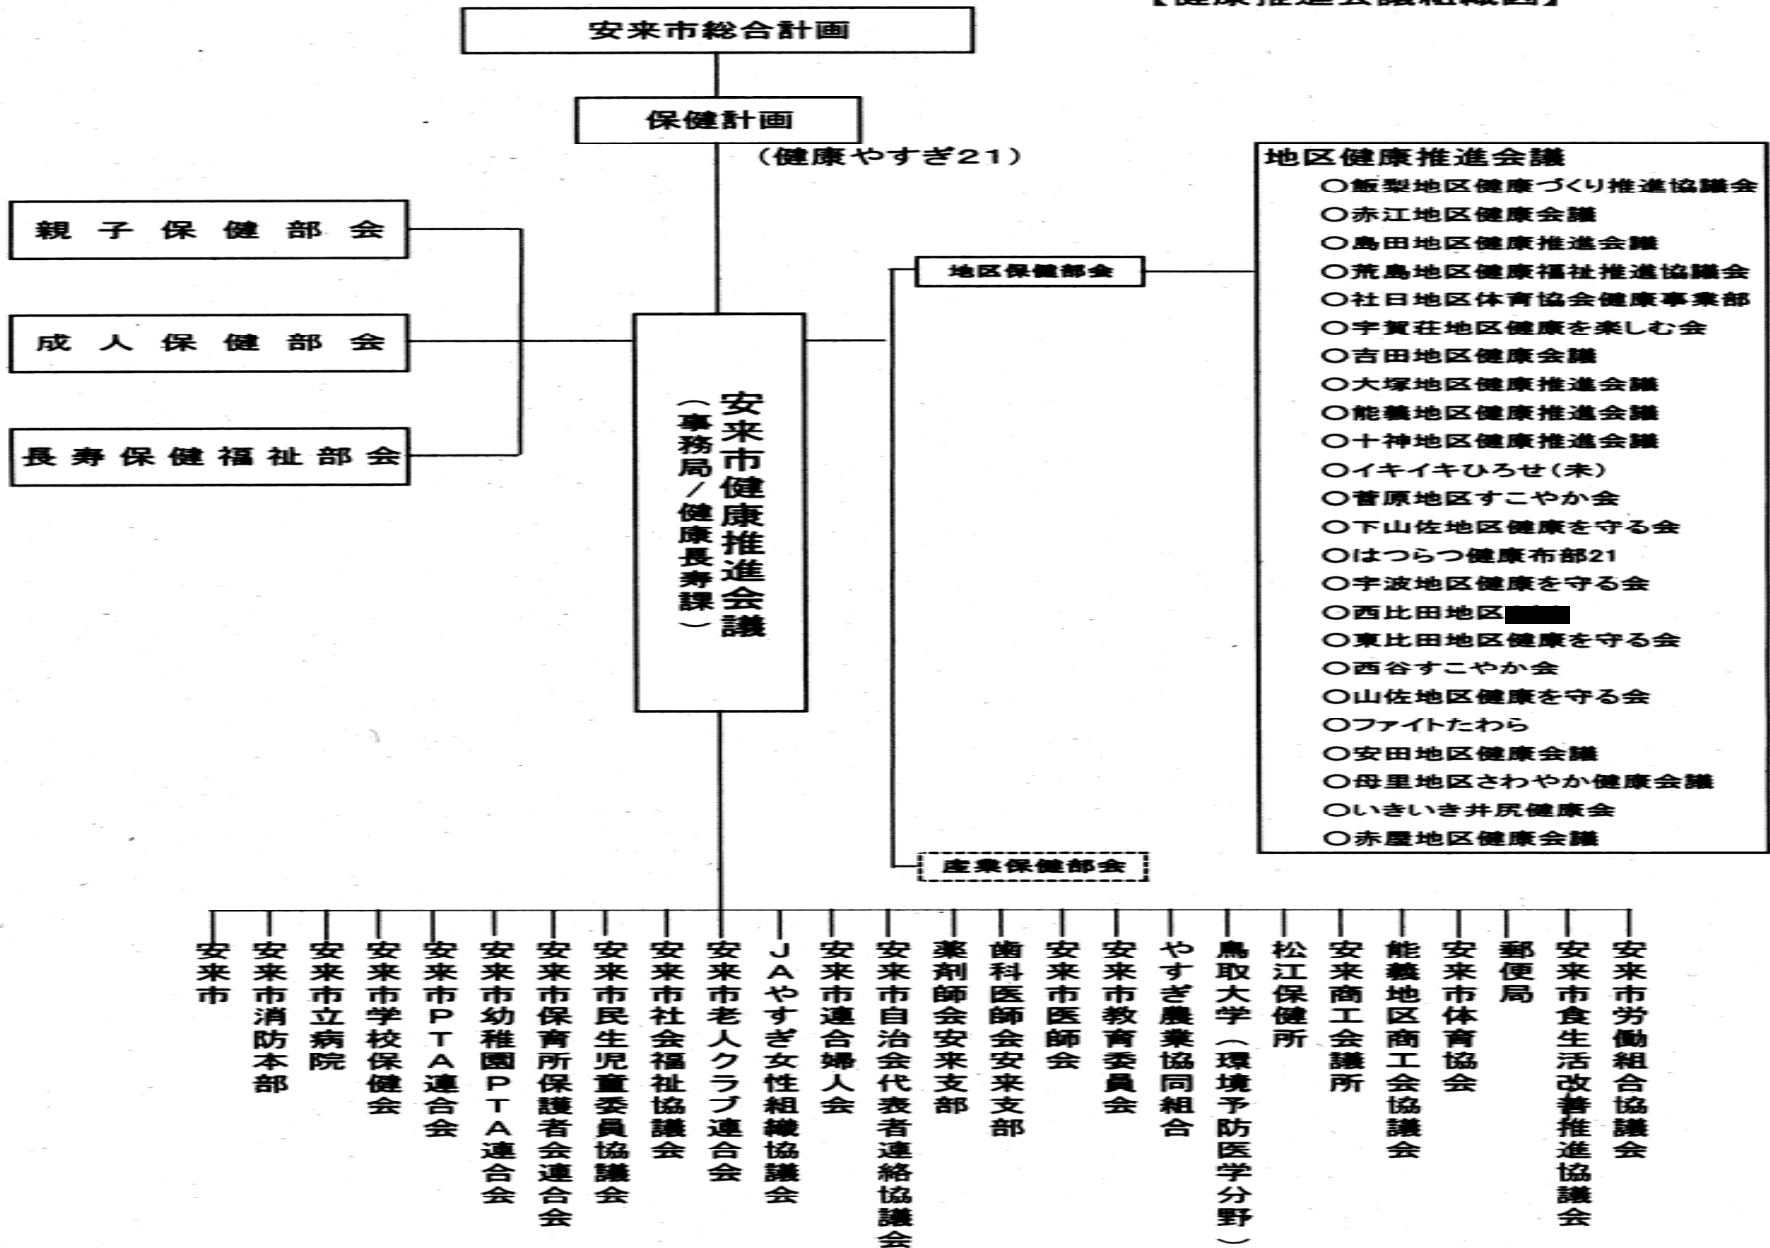 【健康推進会議組織図】
安来市総合計画
保健計画
（健康やすぎ21）
親子保健部会
成人保健部会
長寿保健福祉部会
安来市健康推進会議
（事務局／健康長寿課）
地区保健部会
産業保健部会
地区健康推進会議
○飯梨地区健康づくり推進協議会
○赤江地区健康会議
○島田地区健康推進会議
○荒島地区健康福祉推進協議会
○社日地区体育協会健康事業部
○宇賀荘地区健康を楽しむ会
○吉田地区健康会議
○大塚地区健康推進会議
○能義地区健康推進会議
○十神地区健康推進会議
○イキイキひろせ（未）
○菅原地区すこやか会
○下山佐地区健康を守る会
○はつらつ健康布部21
○宇波地区健康を守る会
○西比田地区
○東比田地区健康を守る会
○西谷すこやか会
○山佐地区健康を守る会
○ファイトたわら
○安田地区健康会議
○母里地区さわやか健康会議
○いきいき井尻健康会
○赤屋地区健康会議
安来市
安来市消防本部
安来市立病院
安来市学校保健会
安来市PTA連合会
安来市幼稚園PTA連合会
安来市保育所保護者会連合会
安来市民生児童委員協議会
安来市社会福祉協議会
安来市老人クラブ連合会
JAやすぎ女性組織協議会
安来市連合婦人会
安来市自治会代表者連絡協議会
薬剤師会安来支部
歯科医師会安来支部
安来市医師会
安来市教育委員会
やすぎ農業協同組合
鳥取大学（環境予防医学分野）
松江保健所
安来商工会議所
能義地区商工会協議会
安来市体育協会
郵便局
安来市食生活改善推進協議会
安来市労働組合協議会